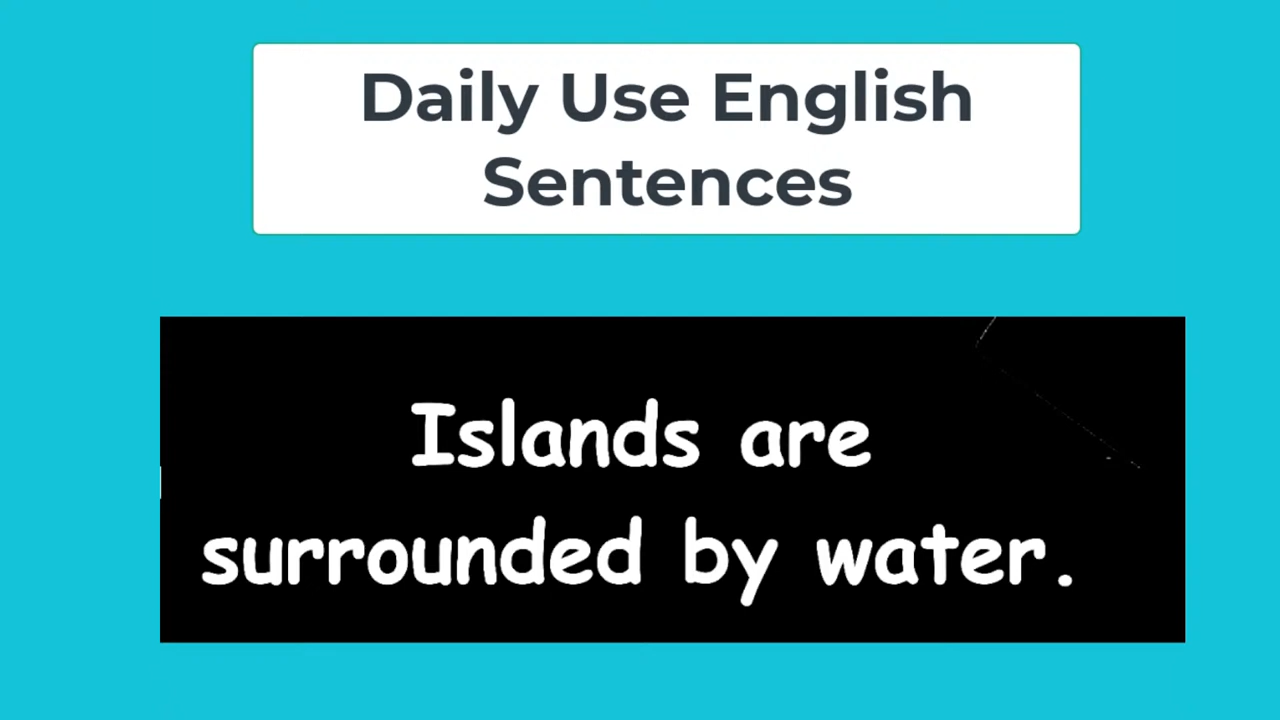 Daily Use English
Sentences
Islands are
surrounded by water.